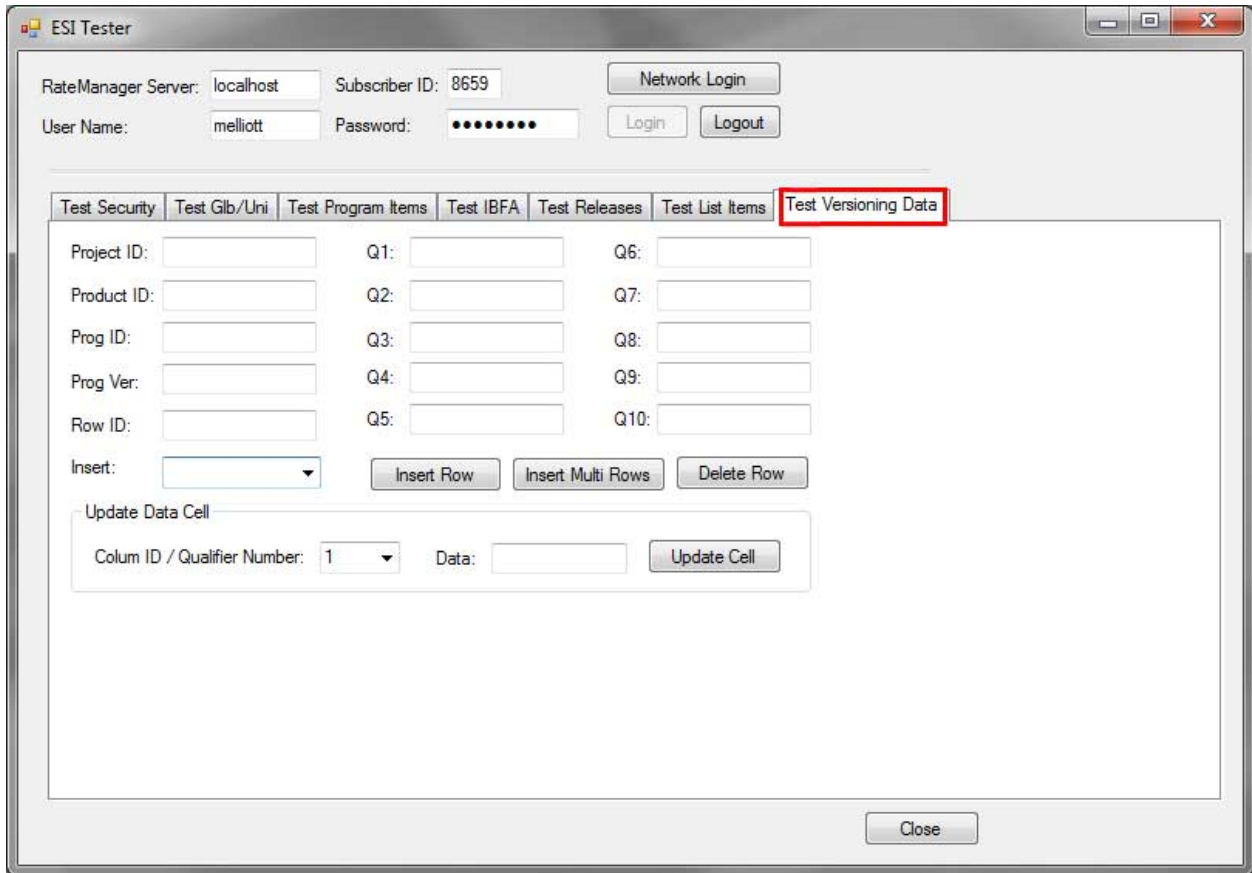 ESI Tester
RateManager Server: localhost Subscriber ID: 8659 Network Login
User Name: melliott Password: ●●●●●●●● Login Logout
Test Security Test Glb/Uni Test Program Items Test IBFA Test Releases Test List Items Test Versioning Data
Project ID: Q1: Q6:
Product ID: Q2: Q7:
Prog ID: Q3: Q8:
Prog Ver: Q4: Q9:
Row ID: Q5: Q10:
Insert: Insert Row Insert Multi Rows Delete Row
Update Data Cell
Colum ID / Qualifier Number: 1 Data: Update Cell
Close